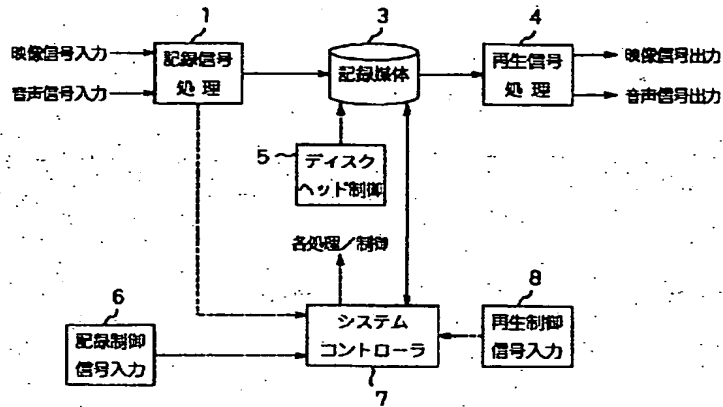 1
3
4
映像信号入力
音声信号入力
記録信号
処理
記録媒体
再生信号
処理
映像信号出力
音声信号出力
5
ディスク
ヘッド制御
各処理／制御
6
8
記録制御
信号入力
システム
コントローラ
再生制御
信号入力
7